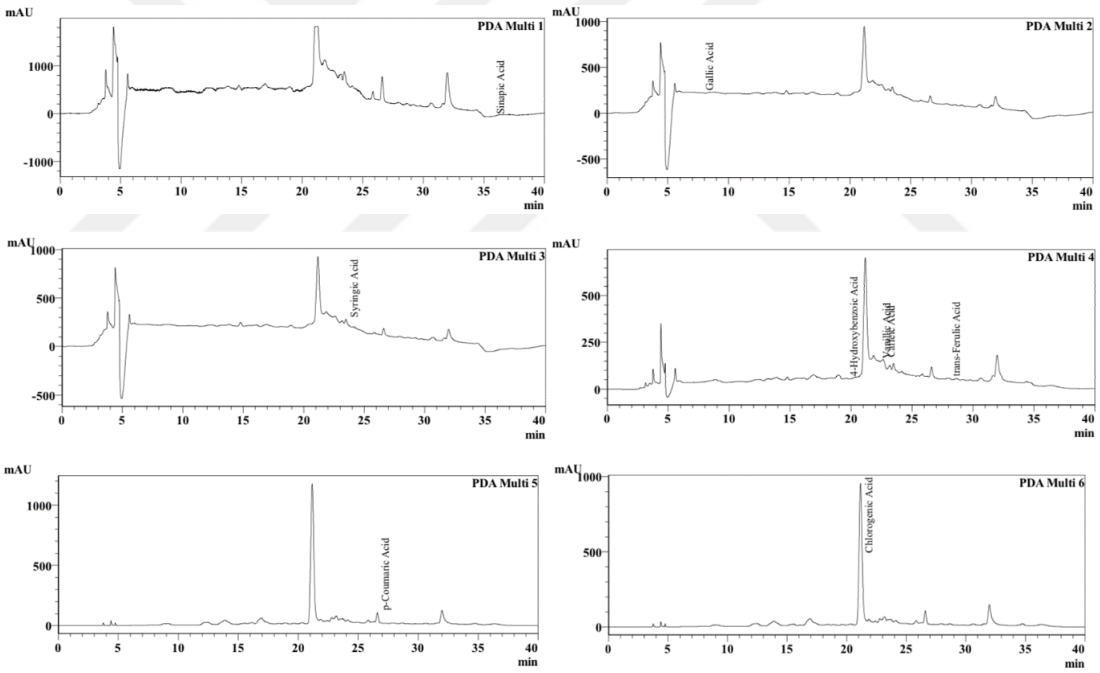 mAU
PDA Multi 1
1000
0
-1000
Sinapic Acid
0 5 10 15 20 25 30 35 40
min
mAU
PDA Multi 2
1000
500
0
-500
Gallic Acid
0 5 10 15 20 25 30 35 40
min
mAU
PDA Multi 3
1000
500
0
-500
Syringic Acid
0 5 10 15 20 25 30 35 40
min
mAU
PDA Multi 4
500
250
0
4-Hydroxybenzoic Acid
Vanillic Acid
Caffeic Acid
trans-Ferulic Acid
0 5 10 15 20 25 30 35 40
min
mAU
PDA Multi 5
1000
500
0
p-Coumaric Acid
0 5 10 15 20 25 30 35 40
min
mAU
PDA Multi 6
1000
500
0
Chlorogenic Acid
0 5 10 15 20 25 30 35 40
min